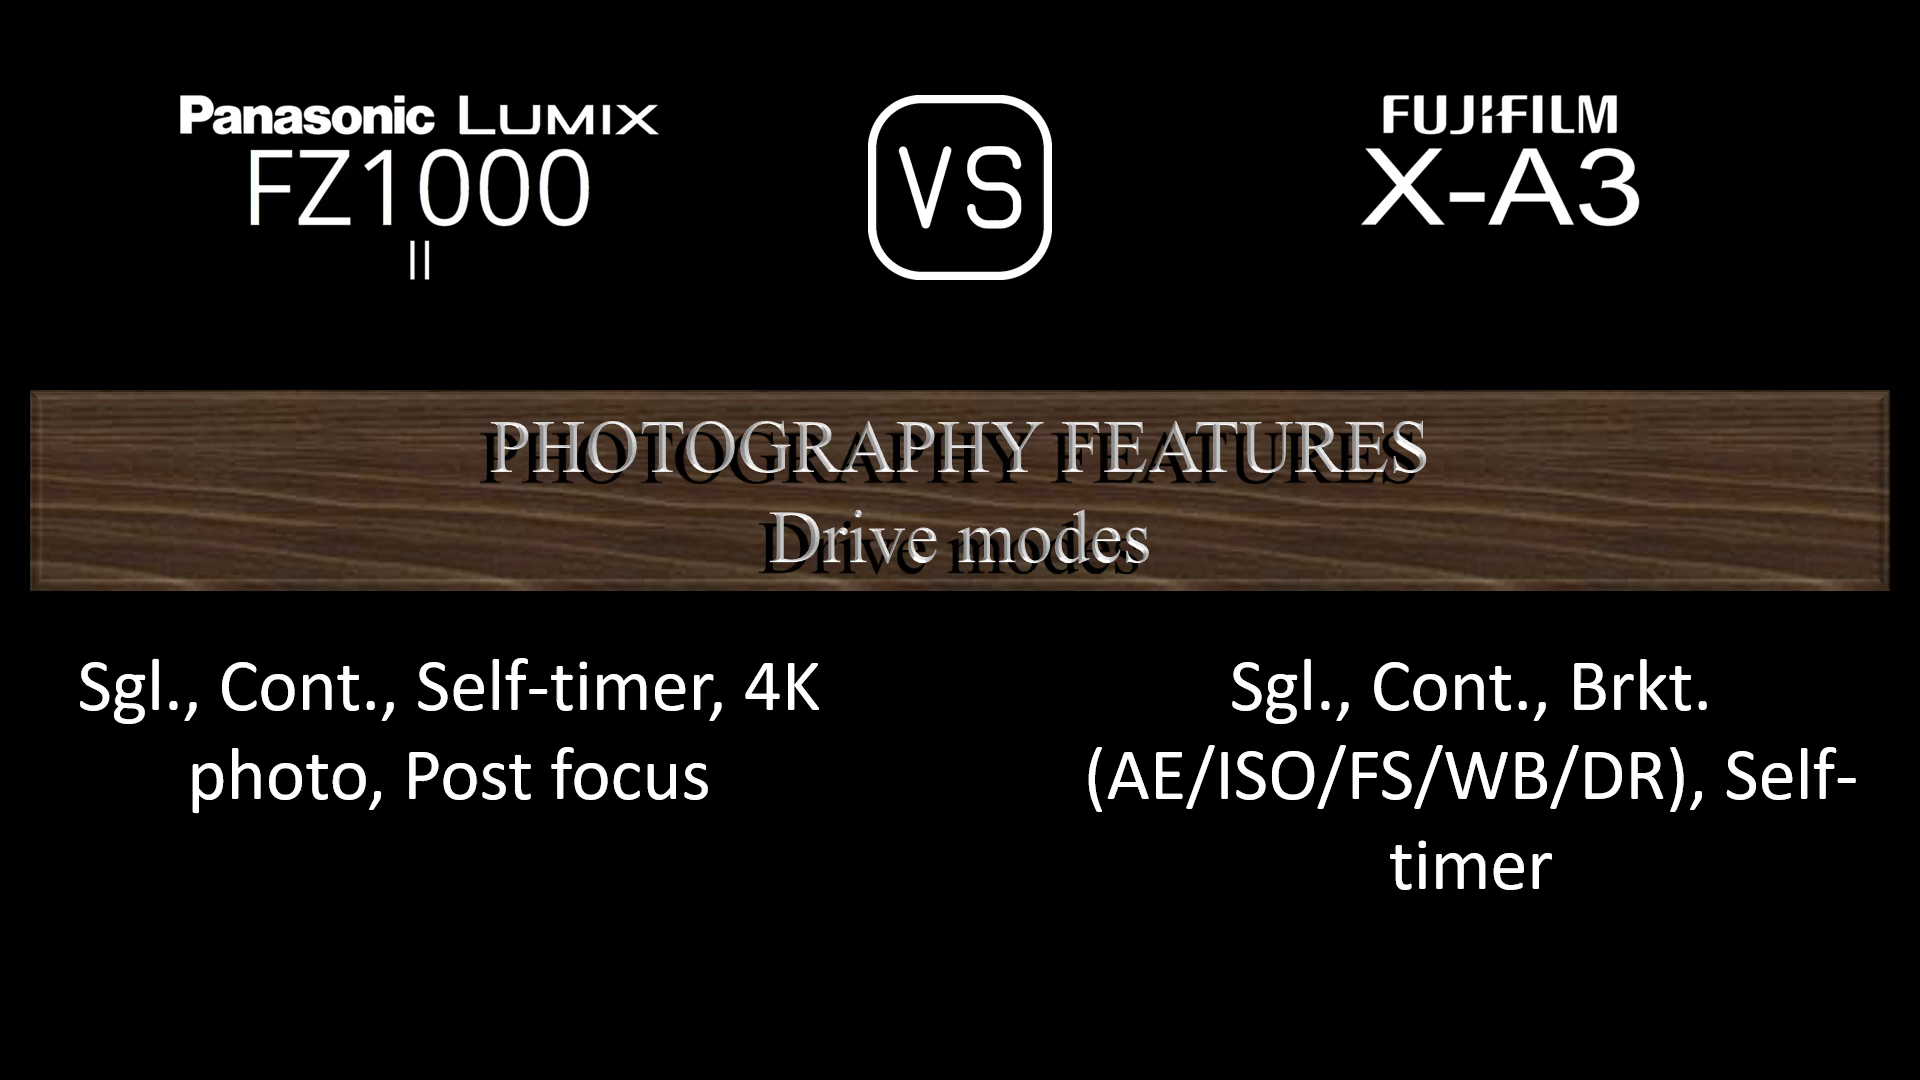 Panasonic LUMIX
FZ1000
II
VS
FUJIFILM
X-A3
PHOTOGRAPHY FEATURES
Drive modes
Sgl., Cont., Self-timer, 4K
photo, Post focus
Sgl., Cont., Brkt.
(AE/ISO/FS/WB/DR), Self-
timer